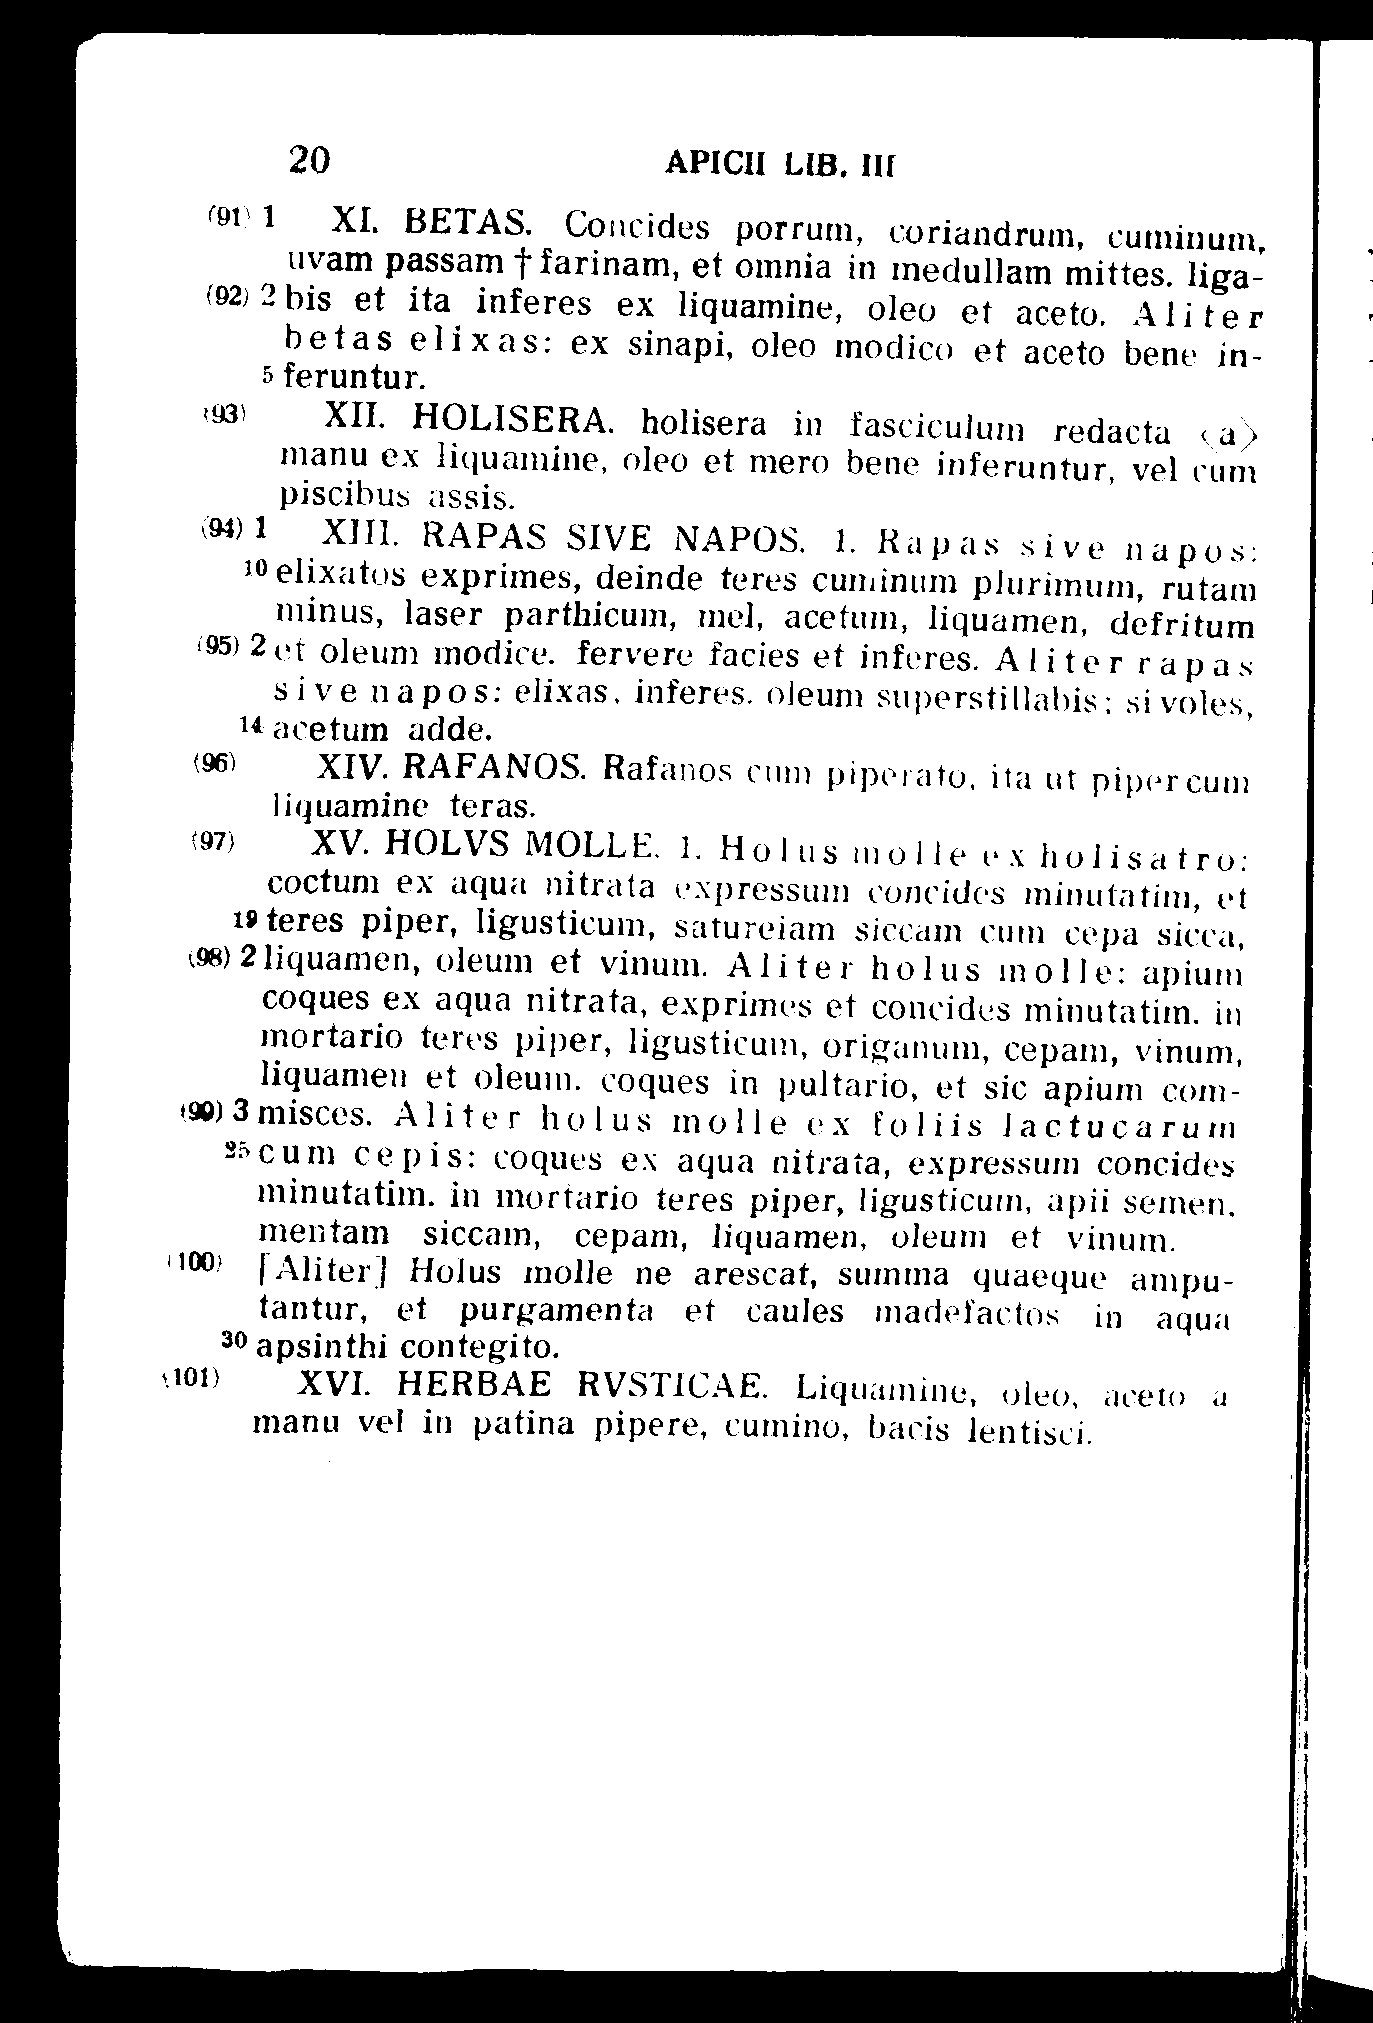 20 APICII LIB. III
(91) 1 XI. BETAS. Concides porrum, coriandrum, cuminum,
uvam passam † farinam, et omnia in medullam mittes. liga-
(92) 2 bis et ita inferes ex liquamine, oleo et aceto. Aliter
betas elixas: ex sinapi, oleo modico et aceto bene in-
5 feruntur.
(93) XII. HOLISERA. holisera in fasciculum redacta <a>
manu ex liquamine, oleo et mero bene inferuntur, vel cum
piscibus assis.
(94) 1 XIII. RAPAS SIVE NAPOS. 1. Rapas sive napos:
10 elixatos exprimes, deinde teres cuminum plurimum, rutam
minus, laser parthicum, mel, acetum, liquamen, defritum
(95) 2 et oleum modice. fervere facies et inferes. Aliter rapas
sive napos: elixas, inferes. oleum superstillabis; si voles,
14 acetum adde.
(96) XIV. RAFANOS. Rafanos cum piperato, ita ut piper cum
liquamine teras.
(97) XV. HOLVS MOLLE. 1. Holus molle ex holisatro:
coctum ex aqua nitrata expressum concides minutatim, et
19 teres piper, ligusticum, satureiam siccam cum cepa sicca,
(98) 2 liquamen, oleum et vinum. Aliter holus molle: apium
coques ex aqua nitrata, exprimes et concides minutatim. in
mortario teres piper, ligusticum, origanum, cepam, vinum,
liquamen et oleum. coques in pultario, et sic apium com-
(99) 3 misces. Aliter holus molle ex foliis lactucarum
25 cum cepis: coques ex aqua nitrata, expressum concides
minutatim. in mortario teres piper, ligusticum, apii semen,
mentam siccam, cepam, liquamen, oleum et vinum.
(100) [Aliter] Holus molle ne arescat, summa quaeque ampu-
tantur, et purgamenta et caules madefactos in aqua
30 apsinthi contegito.
(101) XVI. HERBAE RVSTICAE. Liquamine, oleo, aceto a
manu vel in patina pipere, cumino, bacis lentisci.